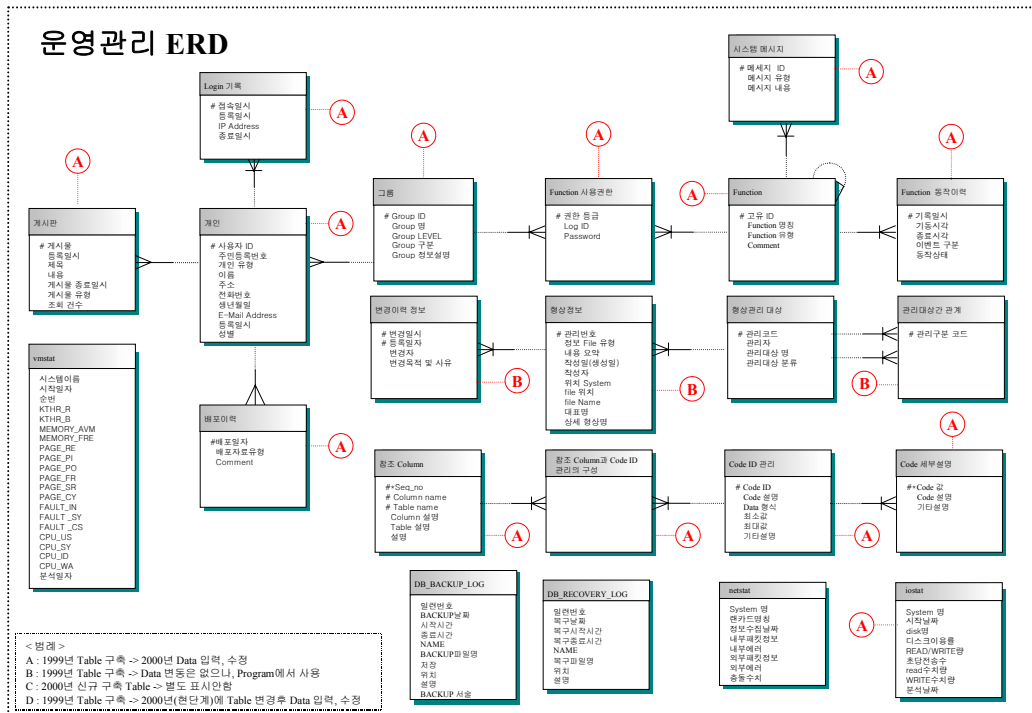 운영관리 ERD
시스템 메시지
# 메세지 ID
메시지 유형
메시지 내용
A
Login 기록
# 접속일시
등록일시
IP Address
종료일시
A
게시판
# 게시물
등록일시
제목
내용
게시물 종료일시
게시물 유형
조회 건수
A
개인
# 사용자 ID
주민등록번호
개인 유형
이름
주소
전화번호
생년월일
E-Mail Address
등록일시
성별
A
그룹
# Group ID
Group 명
Group LEVEL
Group 구분
Group 정보설명
A
Function 사용권한
# 권한 등급
Log ID
Password
A
Function
# 고유 ID
Function 명칭
Function 유형
Comment
A
Function 동작이력
# 기록일시
기동시각
종료시각
이벤트 구분
동작상태
A
변경이력 정보
# 변경일시
# 등록일자
변경자
변경목적 및 사유
B
형상정보
# 관리번호
정보 File 유형
내용 요약
작성일(생성일)
작성자
위치 System
file 위치
file Name
대표명
상세 형상명
B
형상관리 대상
# 관리코드
관리자
관리대상 명
관리대상 분류
관리대상간 관계
# 관리구분 코드
B
vmstat
시스템이름
시작일자
순번
KTHR_R
KTHR_B
MEMORY_AVM
MEMORY_FRE
PAGE_RE
PAGE_PI
PAGE_PO
PAGE_FR
PAGE_SR
PAGE_CY
FAULT_IN
FAULT _SY
FAULT _CS
CPU_US
CPU_SY
CPU_ID
CPU_WA
분석일자
배포이력
#배포일자
배포자료유형
Comment
A
참조 Column
#*Seq_no
# Column name
# Table name
Column 설명
Table 설명
설명
A
참조 Column과 Code ID
관리의 구성
A
Code ID 관리
# Code ID
Code 설명
Data 형식
최소값
최대값
기타설명
A
Code 세부설명
#*Code 값
Code 설명
기타설명
A
DB_BACKUP_LOG
일련번호
BACKUP날짜
시작시간
종료시간
NAME
BACKUP파일명
저장
위치
설명
BACKUP 서술
DB_RECOVERY_LOG
일련번호
복구날짜
복구시작시간
복구종료시간
NAME
복구파일명
위치
설명
netstat
System 명
랜카드명칭
정보수집날짜
내부패킷정보
내부에러
외부패킷정보
외부에러
충돌수치
A
iostat
System 명
시작날짜
disk명
디스크이용률
READ/WRITE량
초당전송수
read수치량
WRITE수치량
분석날짜
< 범례 >
A : 1999년 Table 구축 -> 2000년 Data 입력, 수정
B : 1999년 Table 구축 -> Data 변동은 없으나, Program에서 사용
C : 2000년 신규 구축 Table -> 별도 표시안함
D : 1999년 Table 구축 -> 2000년(현단계)에 Table 변경후 Data 입력, 수정